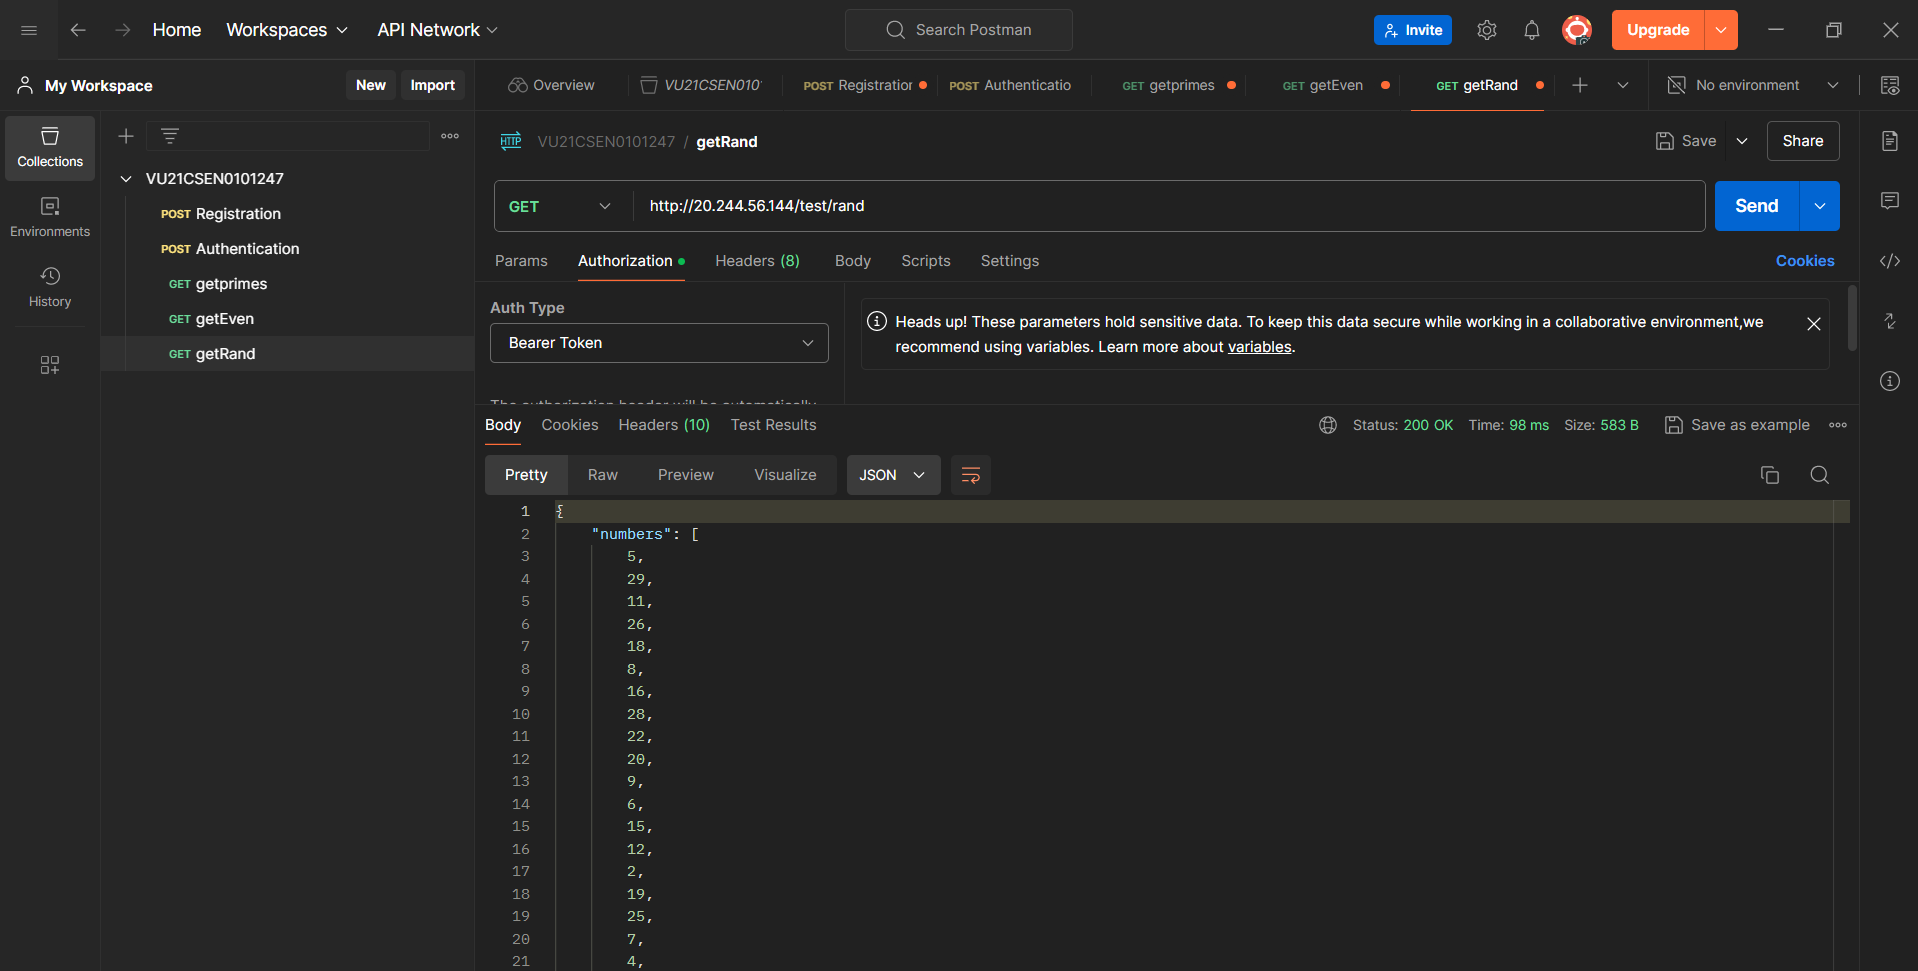 Home
Workspaces
API Network
Search Postman
Invite
Upgrade
My Workspace
New
Import
Overview
VU21CSEN010
POST Registration
POST Authenticatio
GET getprimes
GET getEven
GET getRand
No environment
Collections
Environments
History
VU21CSEN0101247
POST Registration
POST Authentication
GET getprimes
GET getEven
GET getRand
HTTP VU21CSEN0101247 / getRand
Save
Share
GET
http://20.244.56.144/test/rand
Send
Params
Authorization
Headers (8)
Body
Scripts
Settings
Cookies
Auth Type
Bearer Token
The authorization header will be automatically
Heads up! These parameters hold sensitive data. To keep this data secure while working in a collaborative environment,we
recommend using variables. Learn more about variables.
Body
Cookies
Headers (10)
Test Results
Status: 200 OK
Time: 98 ms
Size: 583 B
Save as example
Pretty
Raw
Preview
Visualize
JSON
1 {
2 "numbers": [
3 5,
4 29,
5 11,
6 26,
7 18,
8 8,
9 16,
10 28,
11 22,
12 20,
13 9,
14 6,
15 15,
16 12,
17 2,
18 19,
19 25,
20 7,
21 4,